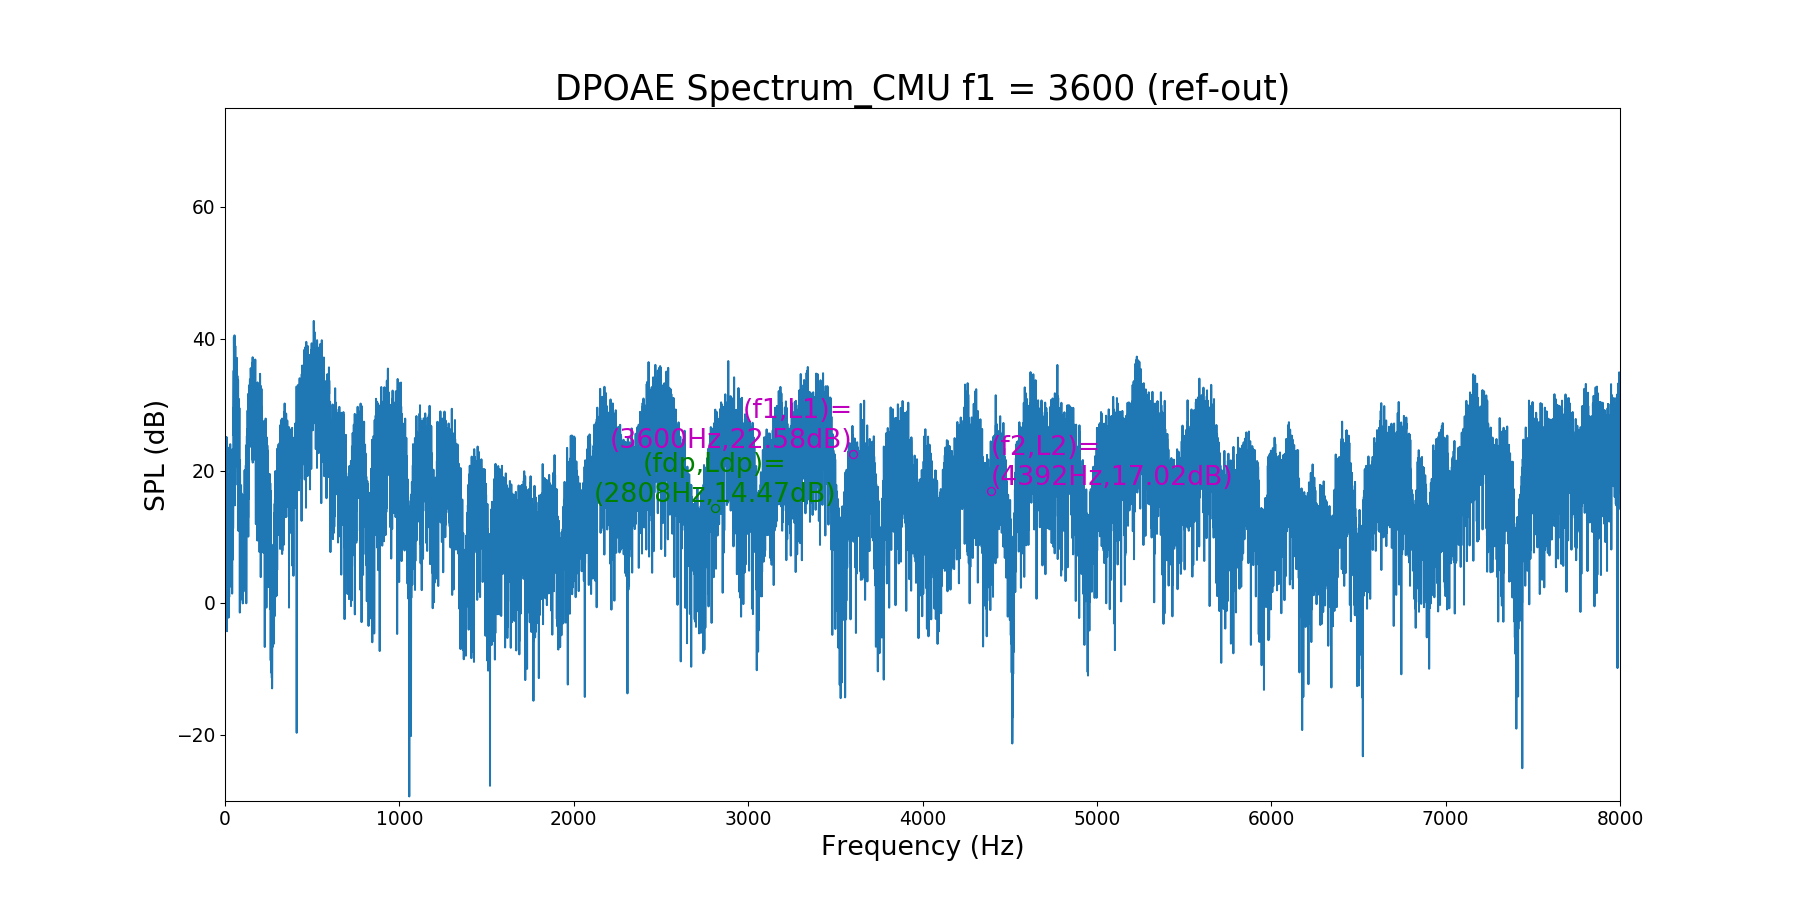 DPOAE Spectrum_CMU f1 = 3600 (ref-out)
60
40
20
0
−20
SPL (dB)
(f1,L1)=
(3600Hz,22.58dB)
(fdp,Ldp)=
(2808Hz,14.47dB)
(f2,L2)=
(4392Hz,17.02dB)
0 1000 2000 3000 4000 5000 6000 7000 8000
Frequency (Hz)